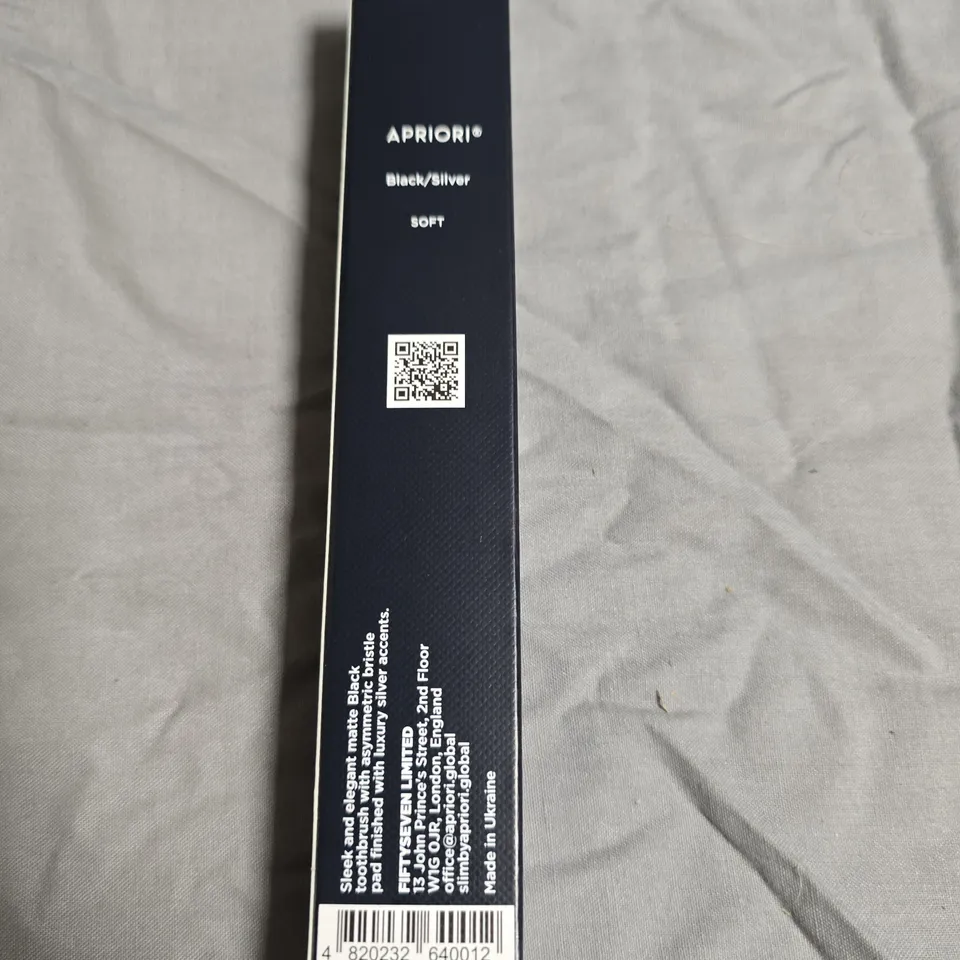 APRIORI®
Black/Silver
SOFT
Sleek and elegant matte Black
toothbrush with asymmetric bristle
pad finished with luxury silver accents.
FIFTYSEVEN LIMITED
13 John Prince's Street, 2nd Floor
W1G OJR, London, England
office@apriori.global
slimbyapriori.global
Made in Ukraine
4 820232 640012